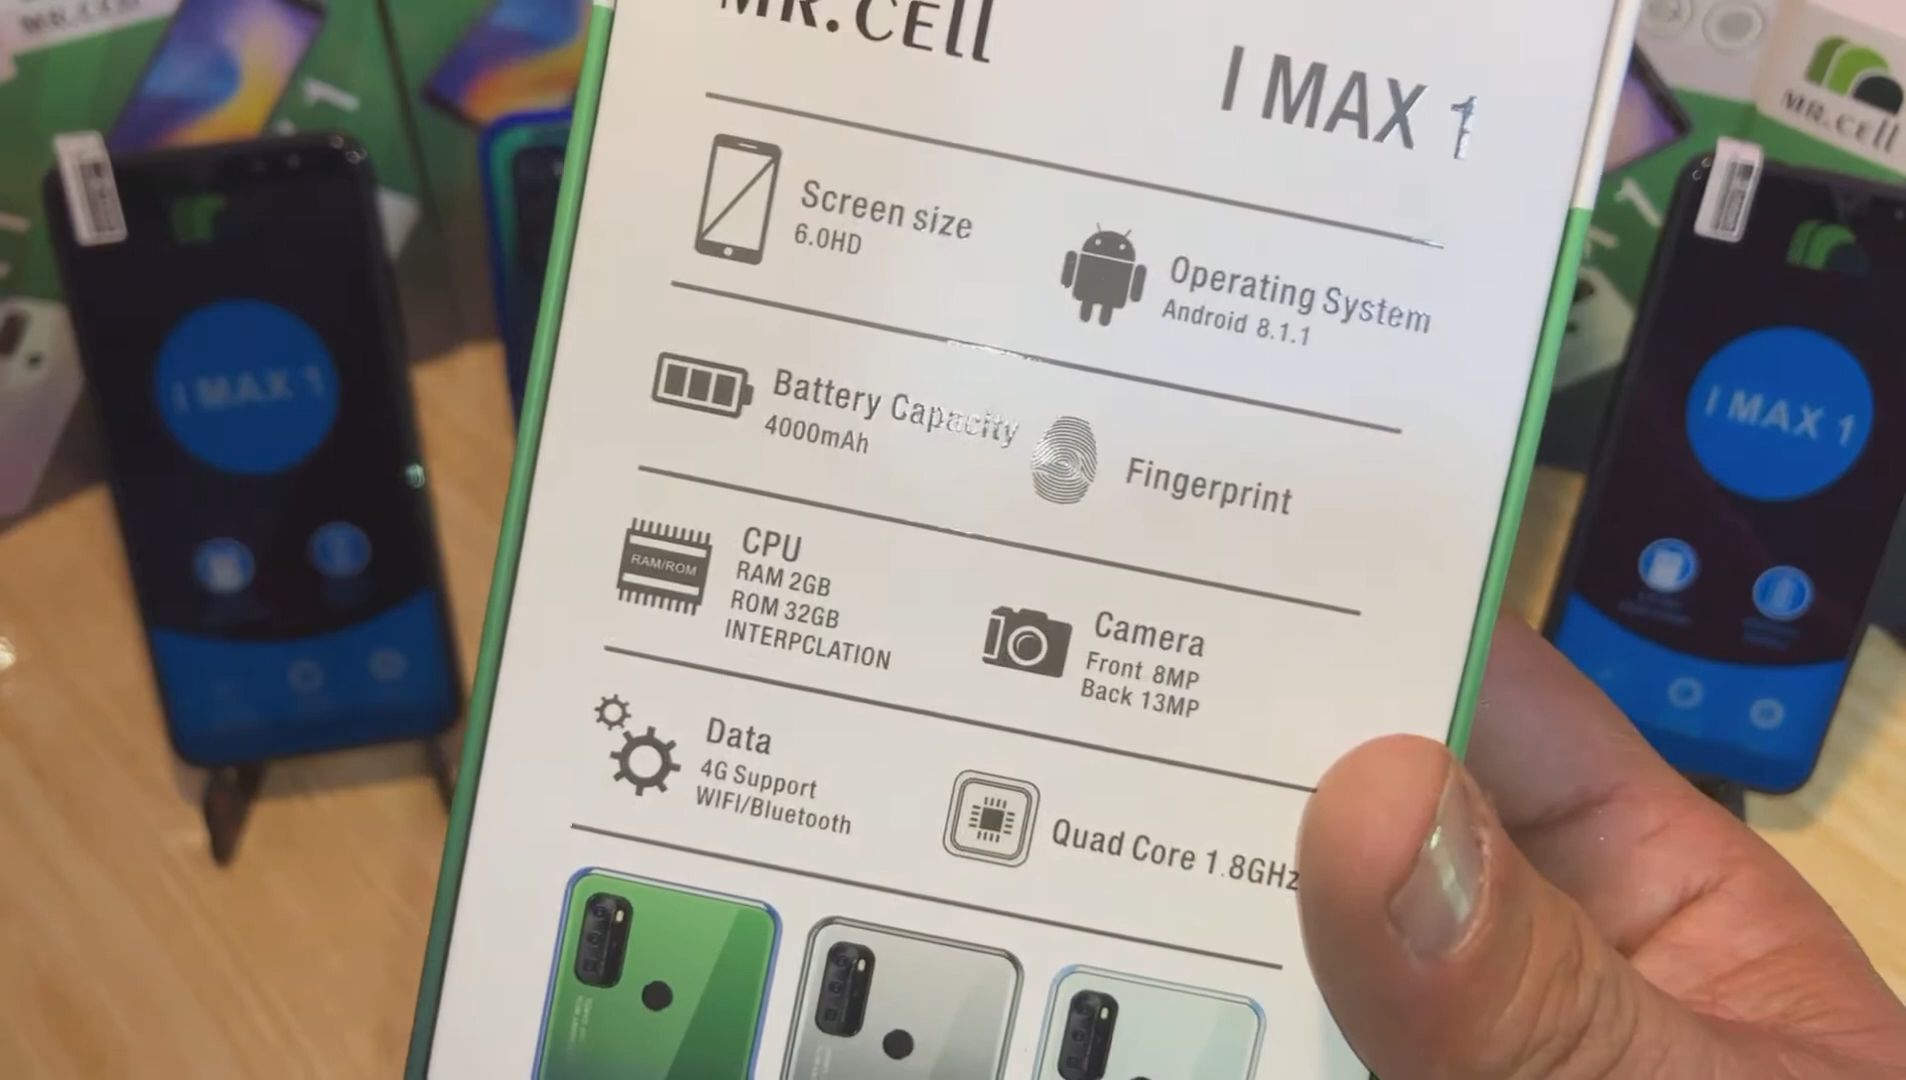 MR.CELL
I MAX 1
Screen size
6.0HD
Operating System
Android 8.1.1
Battery Capacity
4000mAh
Fingerprint
RAM/ROM
CPU
RAM 2GB
ROM 32GB
INTERPCLATION
Camera
Front 8MP
Back 13MP
Data
4G Support
WIFI/Bluetooth
Quad Core 1.8GHz
I MAX 1
I MAX 1
MR.CELL
MR.CELL